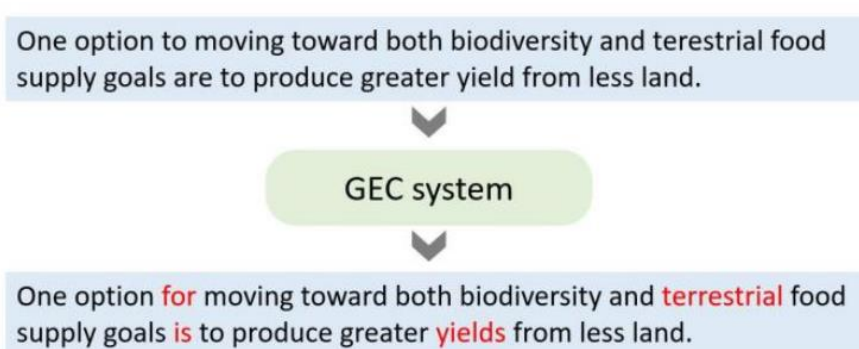 One option to moving toward both biodiversity and terestrial food
supply goals are to produce greater yield from less land.
GEC system
One option for moving toward both biodiversity and terrestrial food
supply goals is to produce greater yields from less land.